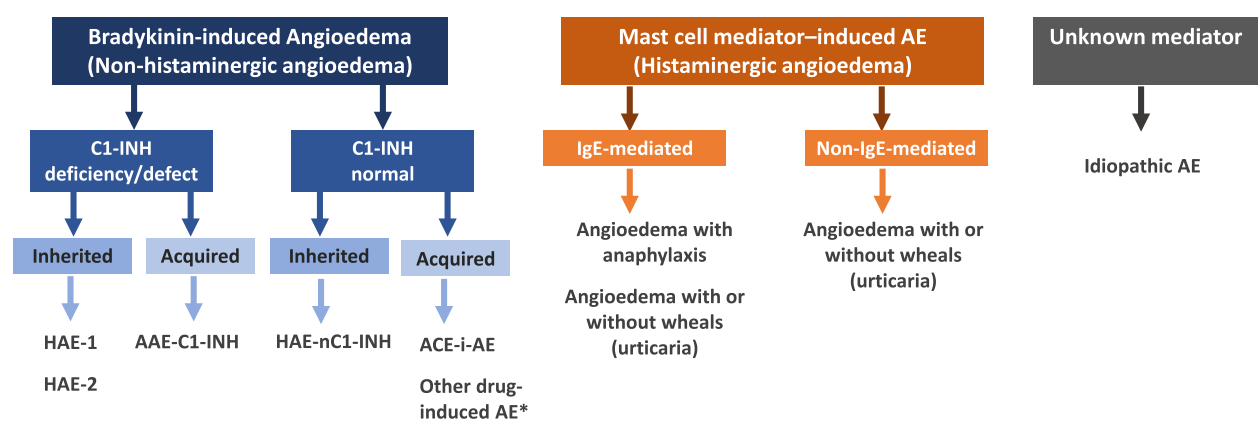 Bradykinin-induced Angioedema
(Non-histaminergic angioedema)
C1-INH
deficiency/defect
C1-INH
normal
Inherited
Acquired
Inherited
Acquired
HAE-1
HAE-2
AAE-C1-INH
HAE-nC1-INH
ACE-i-AE
Other drug-
induced AE*
Mast cell mediator–induced AE
(Histaminergic angioedema)
IgE-mediated
Non-IgE-mediated
Angioedema with
anaphylaxis
Angioedema with or
without wheals
(urticaria)
Angioedema with or
without wheals
(urticaria)
Unknown mediator
Idiopathic AE